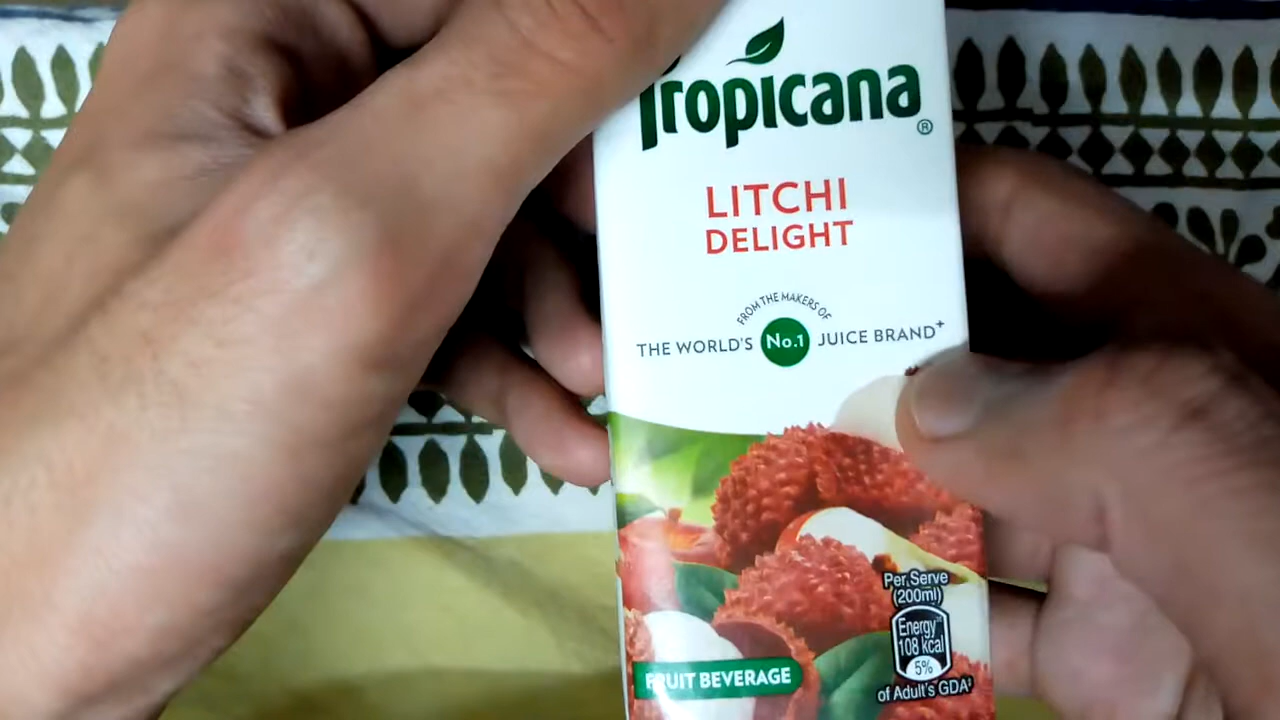 Tropicana
®
LITCHI
DELIGHT
FROM THE MAKERS OF
THE WORLD'S No.1 JUICE BRAND+
Per Serve
(200ml)
Energy
108 kcal
5%
of Adult's GDA‡
FRUIT BEVERAGE